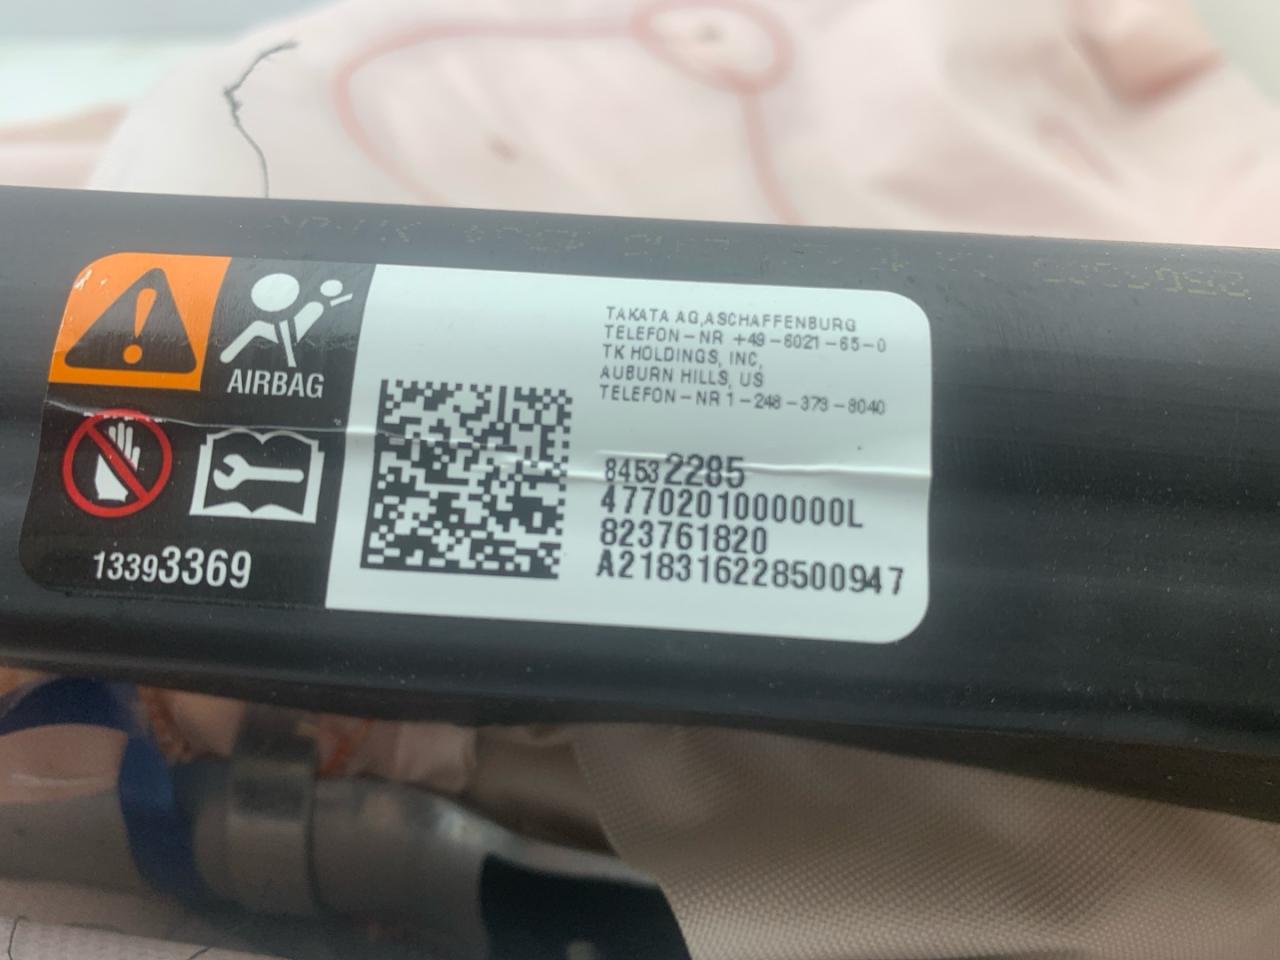 AIRBAG
13393369
TAKATA AG,ASCHAFFENBURG
TELEFON-NR +49-6021-65-0
TK HOLDINGS, INC,
AUBURN HILLS, US
TELEFON-NR 1-248-373-8040
84532285
4770201000000L
823761820
A218316228500947